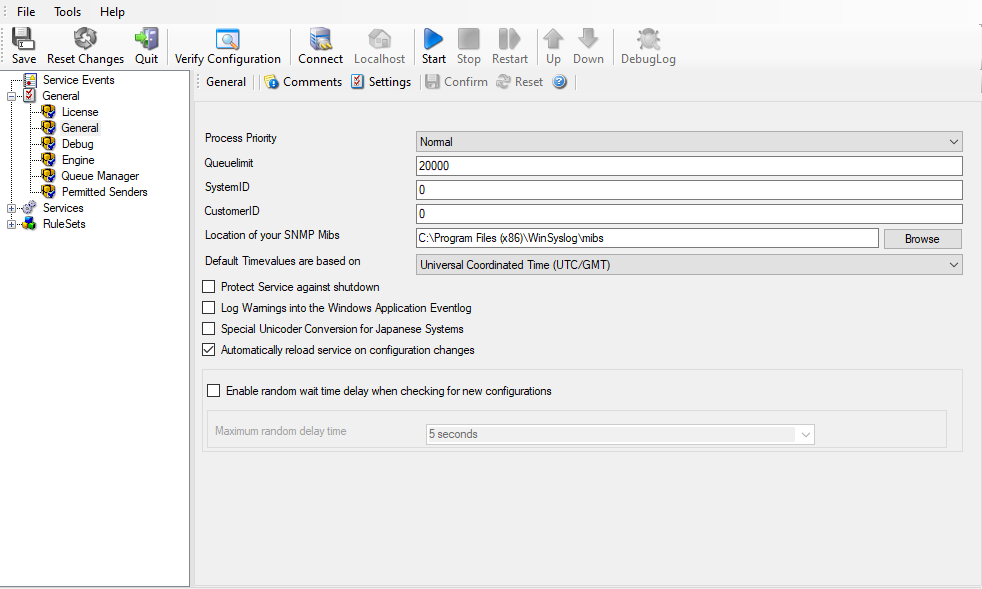 File Tools Help
Save Reset Changes Quit Verify Configuration Connect Localhost Start Stop Restart Up Down DebugLog
Service Events
General
License
General
Debug
Engine
Queue Manager
Permitted Senders
Services
RuleSets
General Comments Settings Confirm Reset
Process Priority Normal
Queuelimit 20000
SystemID 0
CustomerID 0
Location of your SNMP Mibs C:\Program Files (x86)\WinSyslog\mibs Browse
Default Timevalues are based on Universal Coordinated Time (UTC/GMT)
Protect Service against shutdown
Log Warnings into the Windows Application Eventlog
Special Unicoder Conversion for Japanese Systems
Automatically reload service on configuration changes
Enable random wait time delay when checking for new configurations
Maximum random delay time 5 seconds